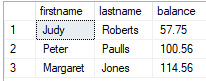 firstname lastname balance
1 Judy Roberts 57.75
2 Peter Paulls 100.56
3 Margaret Jones 114.56